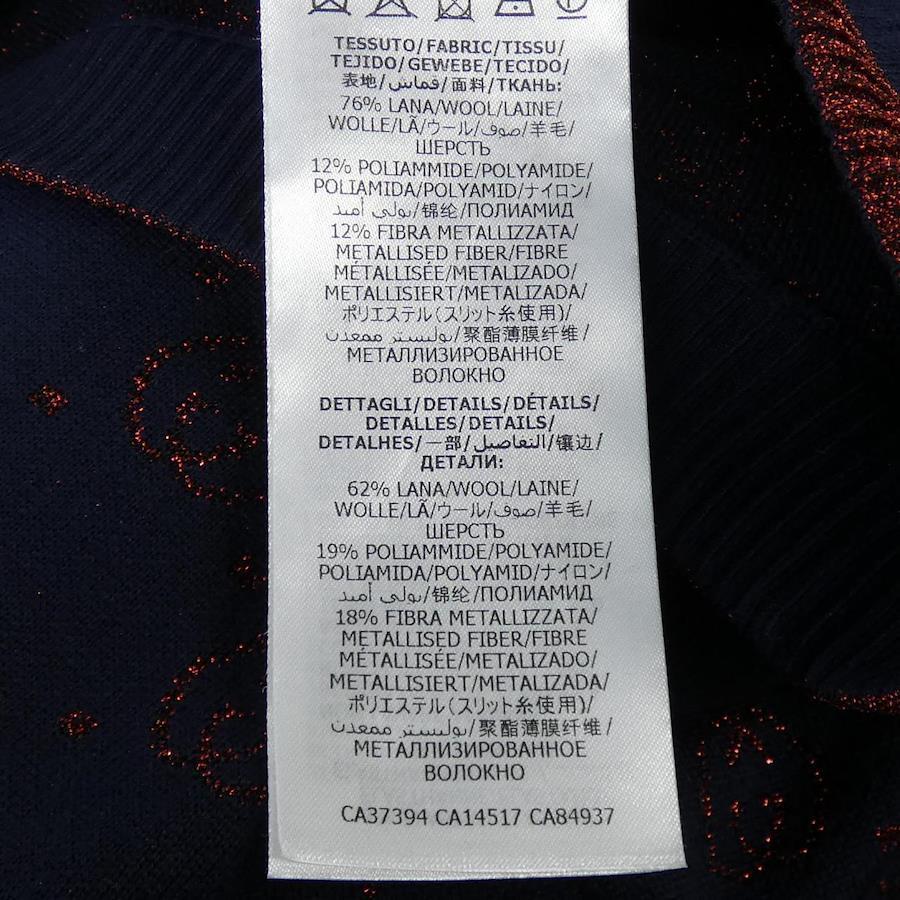 TESSUTO/FABRIC/TISSU/
TEJIDO/GEWEBE/TECIDO/
表地/قماش/面料/ТКАНЬ:
76% LANA/WOOL/LAINE/
WOLLE/LÃ/ウール/صوف/羊毛/
ШЕРСТЬ
12% POLIAMMIDE/POLYAMIDE/
POLIAMIDA/POLYAMID/ナイロン/
بولي أميد/锦纶/ПОЛИАМИД
12% FIBRA METALLIZZATA/
METALLISED FIBER/FIBRE
MÉTALLISÉE/METALIZADO/
METALLISIERT/METALIZADA/
ポリエステル(スリット糸使用)/
بوليستر ممعدن/聚酯薄膜纤维/
МЕТАЛЛИЗИРОВАННОЕ
ВОЛОКНО
DETTAGLI/DETAILS/DÉTAILS/
DETALLES/DETAILS/
DETALHES/一部/التفاصيل/镶边/
ДЕТАЛИ:
62% LANA/WOOL/LAINE/
WOLLE/LÃ/ウール/صوف/羊毛/
ШЕРСТЬ
19% POLIAMMIDE/POLYAMIDE/
POLIAMIDA/POLYAMID/ナイロン/
بولي أميد/锦纶/ПОЛИАМИД
18% FIBRA METALLIZZATA/
METALLISED FIBER/FIBRE
MÉTALLISÉE/METALIZADO/
METALLISIERT/METALIZADA/
ポリエステル(スリット糸使用)/
بوليستر ممعدن/聚酯薄膜纤维/
МЕТАЛЛИЗИРОВАННОЕ
ВОЛОКНО
CA37394 CA14517 CA84937